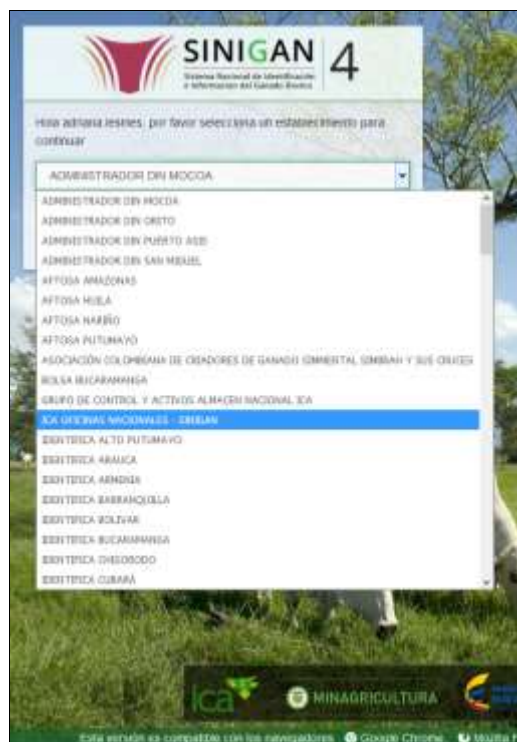 SINIGAN 4
Sistema Nacional de Identificación
e Información del Ganado Bovino
Hola adriana lesmes, por favor selecciona un establecimiento para
continuar
ADMINISTRADOR DIN MOCOA
ADMINISTRADOR DIN MOCOA
ADMINISTRADOR DIN ORITO
ADMINISTRADOR DIN PUERTO ASIS
ADMINISTRADOR DIN SAN MIGUEL
AFTOSA AMAZONAS
AFTOSA HUILA
AFTOSA NARIÑO
AFTOSA PUTUMAYO
ASOCIACIÓN COLOMBIANA DE CRIADORES DE GANADO SIMMENTAL SIMBRAH Y SUS CRUCES
BOLSA BUCARAMANGA
GRUPO DE CONTROL Y ACTIVOS ALMACEN NACIONAL ICA
ICA OFICINAS NACIONALES - SINIGAN
IDENTIFICA ALTO PUTUMAYO
IDENTIFICA ARAUCA
IDENTIFICA ARMENIA
IDENTIFICA BARRANQUILLA
IDENTIFICA BOLIVAR
IDENTIFICA BUCARAMANGA
IDENTIFICA CHIGORODO
IDENTIFICA CUBARÁ
ica
MINAGRICULTURA
Esta versión es compatible con los navegadores Google Chrome Mozilla